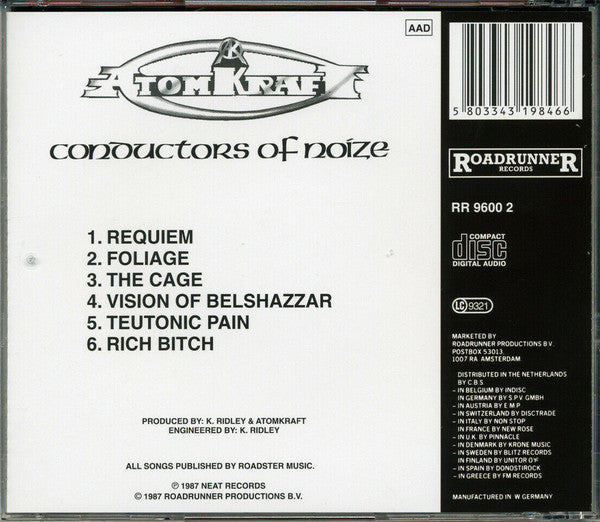 AAD
AK
ATOMKRAFT
conductors of noize
1. REQUIEM
2. FOLIAGE
3. THE CAGE
4. VISION OF BELSHAZZAR
5. TEUTONIC PAIN
6. RICH BITCH
PRODUCED BY: K. RIDLEY & ATOMKRAFT
ENGINEERED BY: K. RIDLEY
ALL SONGS PUBLISHED BY ROADSTER MUSIC.
℗ 1987 NEAT RECORDS
© 1987 ROADRUNNER PRODUCTIONS B.V.
5 803343 198466
ROADRUNNER
RECORDS
RR 9600 2
COMPACT
disc
DIGITAL AUDIO
LC 9321
MARKETED BY
ROADRUNNER PRODUCTIONS B.V.
POSTBOX 53013
1007 RA AMSTERDAM
DISTRIBUTED IN THE NETHERLANDS
BY C.B.S.
– IN BELGIUM BY INDISC
IN GERMANY BY S.P.V. GMBH
– IN AUSTRIA BY E M P
– IN SWITZERLAND BY DISCTRADE
– IN ITALY BY NON STOP
IN FRANCE BY NEW ROSE
– IN U.K. BY PINNACLE
– IN DENMARK BY KRONE MUSIC
– IN SWEDEN BY BLITZ RECORDS
IN FINLAND BY UNITOR OY
– IN SPAIN BY DONOSTIROCK
– IN GREECE BY FM RECORDS
MANUFACTURED IN W GERMANY